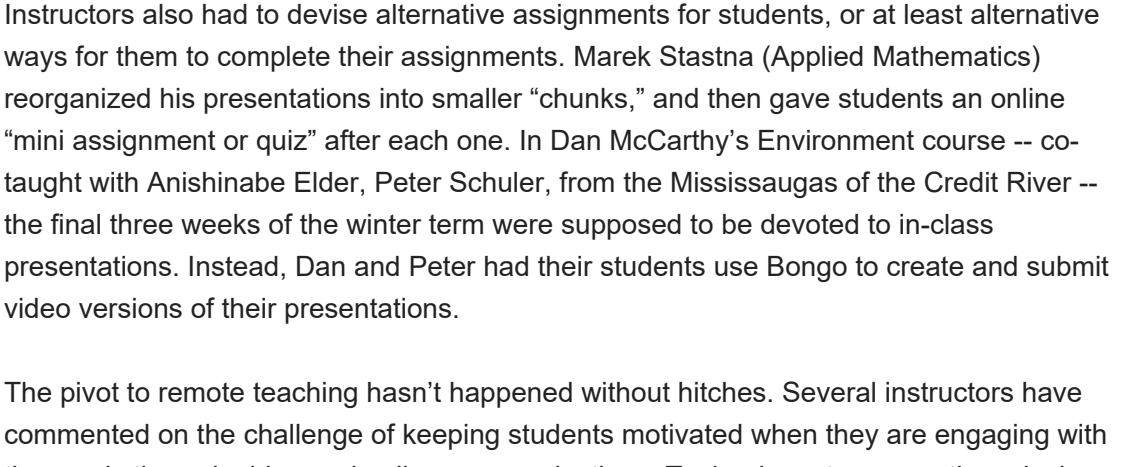 Instructors also had to devise alternative assignments for students, or at least alternative
ways for them to complete their assignments. Marek Stastna (Applied Mathematics)
reorganized his presentations into smaller “chunks,” and then gave students an online
“mini assignment or quiz” after each one. In Dan McCarthy’s Environment course -- co-
taught with Anishinabe Elder, Peter Schuler, from the Mississaugas of the Credit River --
the final three weeks of the winter term were supposed to be devoted to in-class
presentations. Instead, Dan and Peter had their students use Bongo to create and submit
video versions of their presentations.
The pivot to remote teaching hasn’t happened without hitches. Several instructors have
commented on the challenge of keeping students motivated when they are engaging with